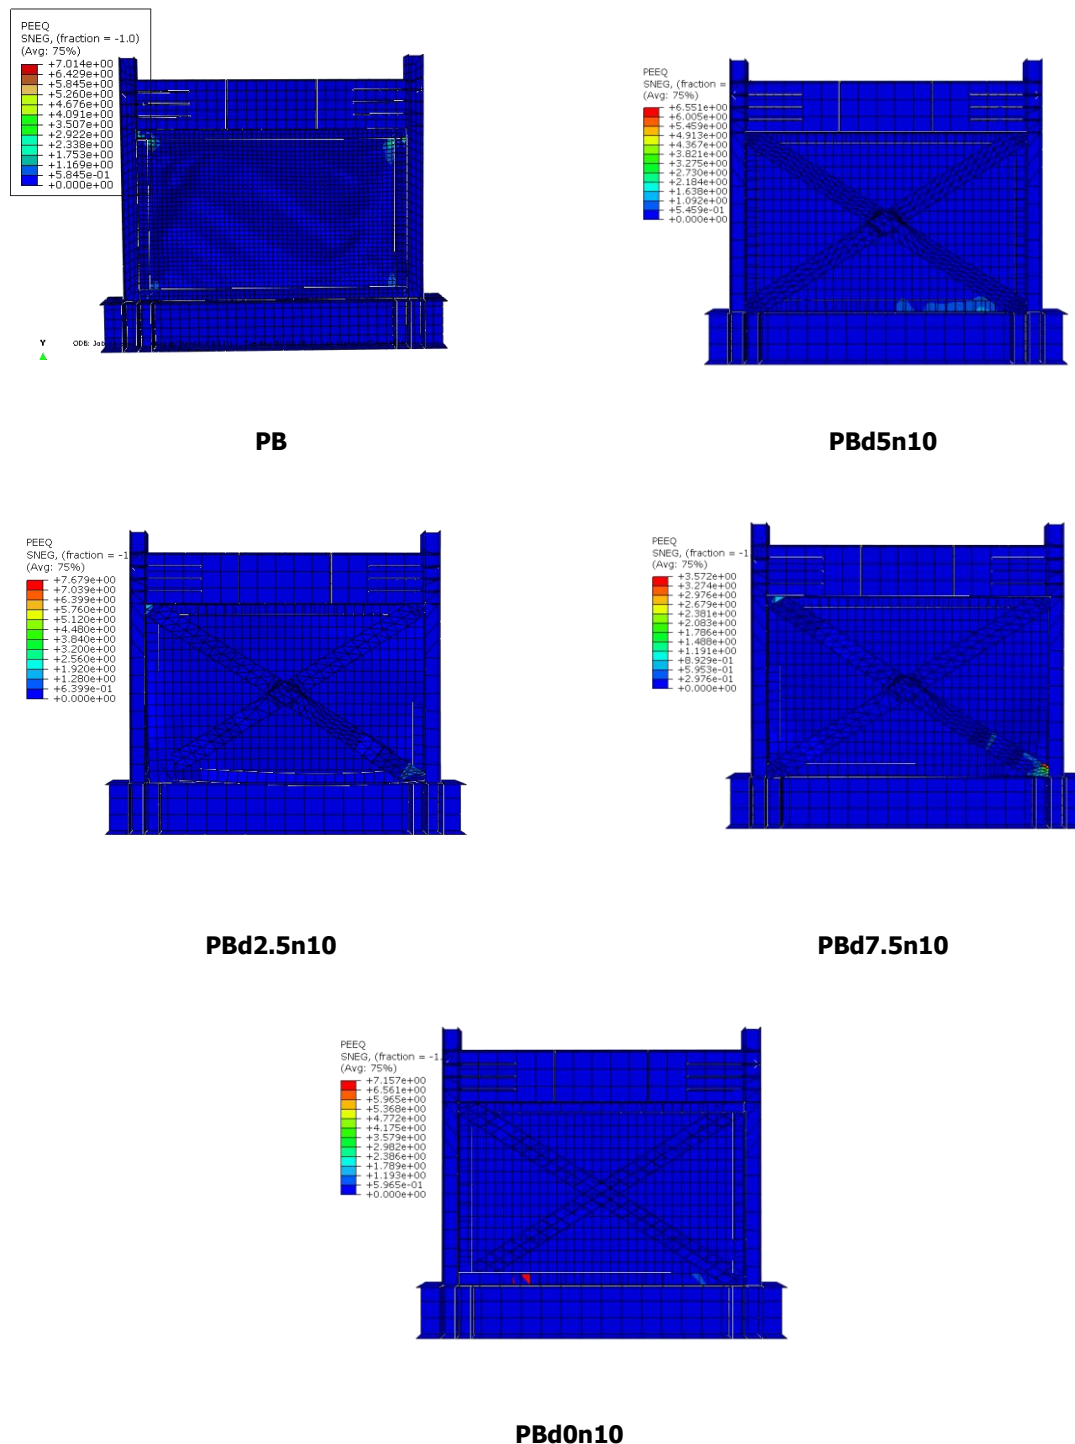 PEEQ
SNEG, (fraction = -1.0)
(Avg: 75%)
+7.014e+00
+6.429e+00
+5.845e+00
+5.260e+00
+4.676e+00
+4.091e+00
+3.507e+00
+2.922e+00
+2.338e+00
+1.753e+00
+1.169e+00
+5.845e-01
+0.000e+00
Y
ODB: Job
PEEQ
SNEG, (fraction =
(Avg: 75%)
+6.551e+00
+6.005e+00
+5.459e+00
+4.913e+00
+4.367e+00
+3.821e+00
+3.275e+00
+2.730e+00
+2.184e+00
+1.638e+00
+1.092e+00
+5.459e-01
+0.000e+00
PB
PBd5n10
PEEQ
SNEG, (fraction = -1
(Avg: 75%)
+7.679e+00
+7.039e+00
+6.399e+00
+5.760e+00
+5.120e+00
+4.480e+00
+3.840e+00
+3.200e+00
+2.560e+00
+1.920e+00
+1.280e+00
+6.399e-01
+0.000e+00
PEEQ
SNEG, (fraction = -1
(Avg: 75%)
+3.572e+00
+3.274e+00
+2.976e+00
+2.679e+00
+2.381e+00
+2.083e+00
+1.786e+00
+1.488e+00
+1.191e+00
+8.929e-01
+5.953e-01
+2.976e-01
+0.000e+00
PBd2.5n10
PBd7.5n10
PEEQ
SNEG, (fraction = -1.
(Avg: 75%)
+7.157e+00
+6.561e+00
+5.965e+00
+5.368e+00
+4.772e+00
+4.175e+00
+3.579e+00
+2.982e+00
+2.386e+00
+1.789e+00
+1.193e+00
+5.965e-01
+0.000e+00
PBd0n10